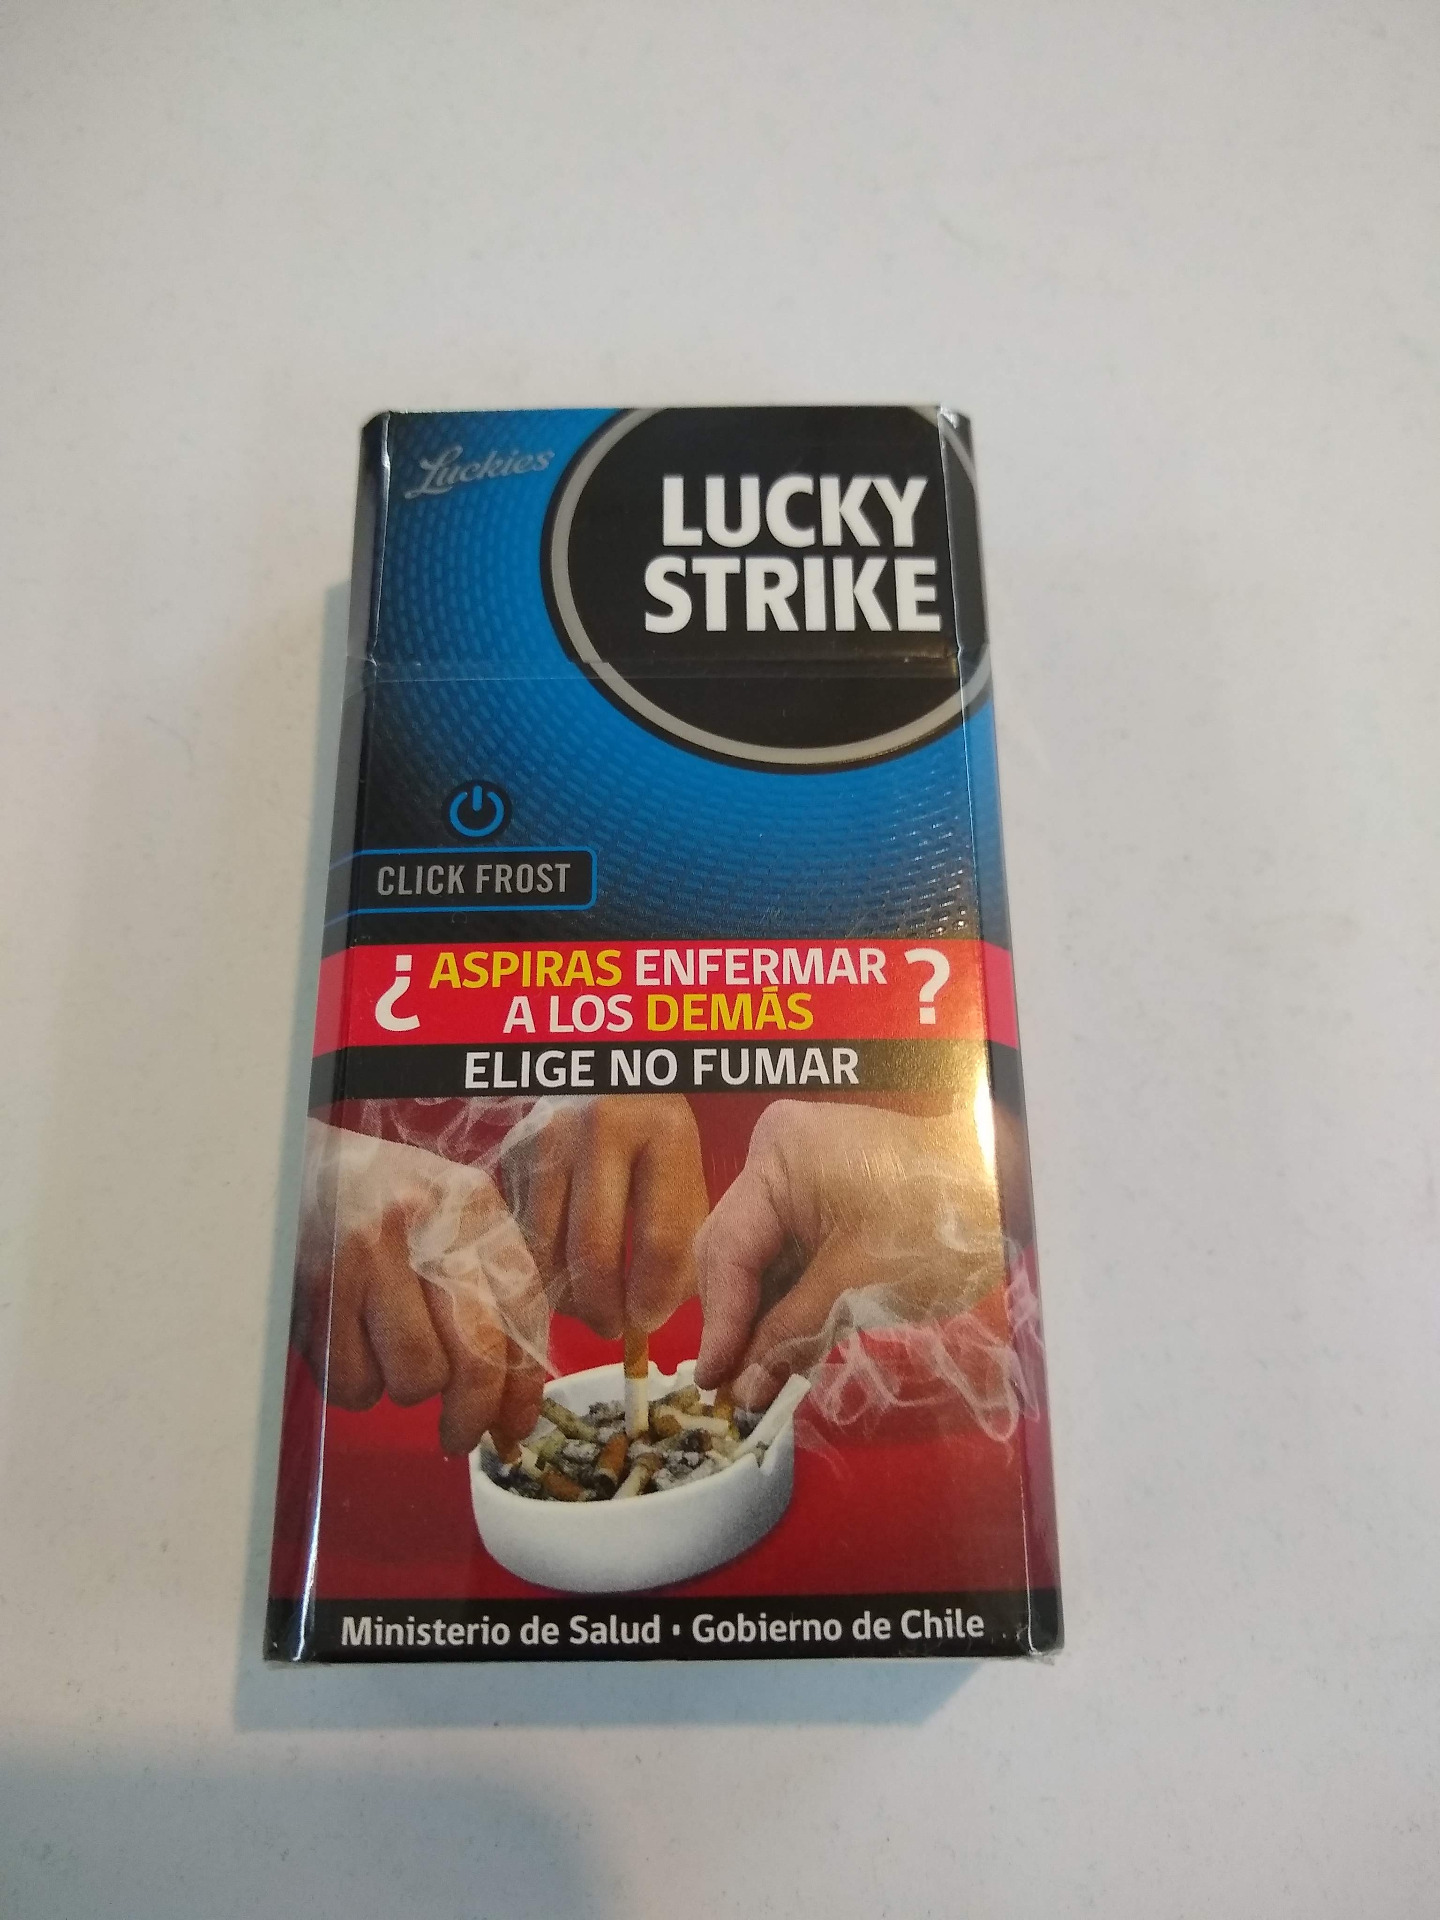 Luckies
LUCKY
STRIKE
CLICK FROST
¿ ASPIRAS ENFERMAR
A LOS DEMÁS ?
ELIGE NO FUMAR
Ministerio de Salud · Gobierno de Chile